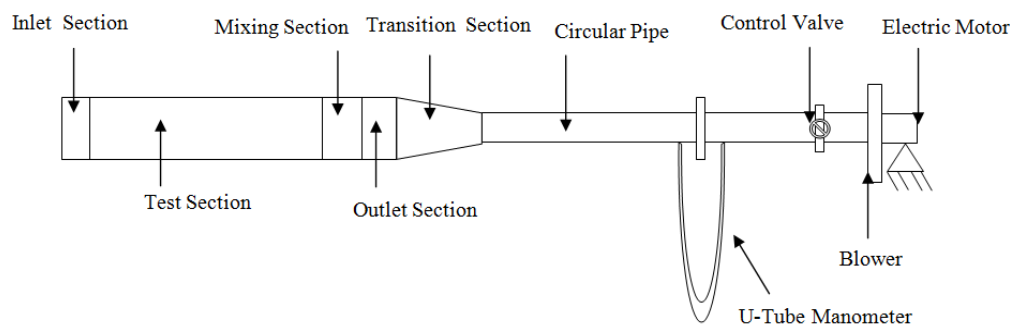 Inlet Section
Mixing Section
Transition Section
Circular Pipe
Control Valve
Electric Motor
Test Section
Outlet Section
Blower
U-Tube Manometer